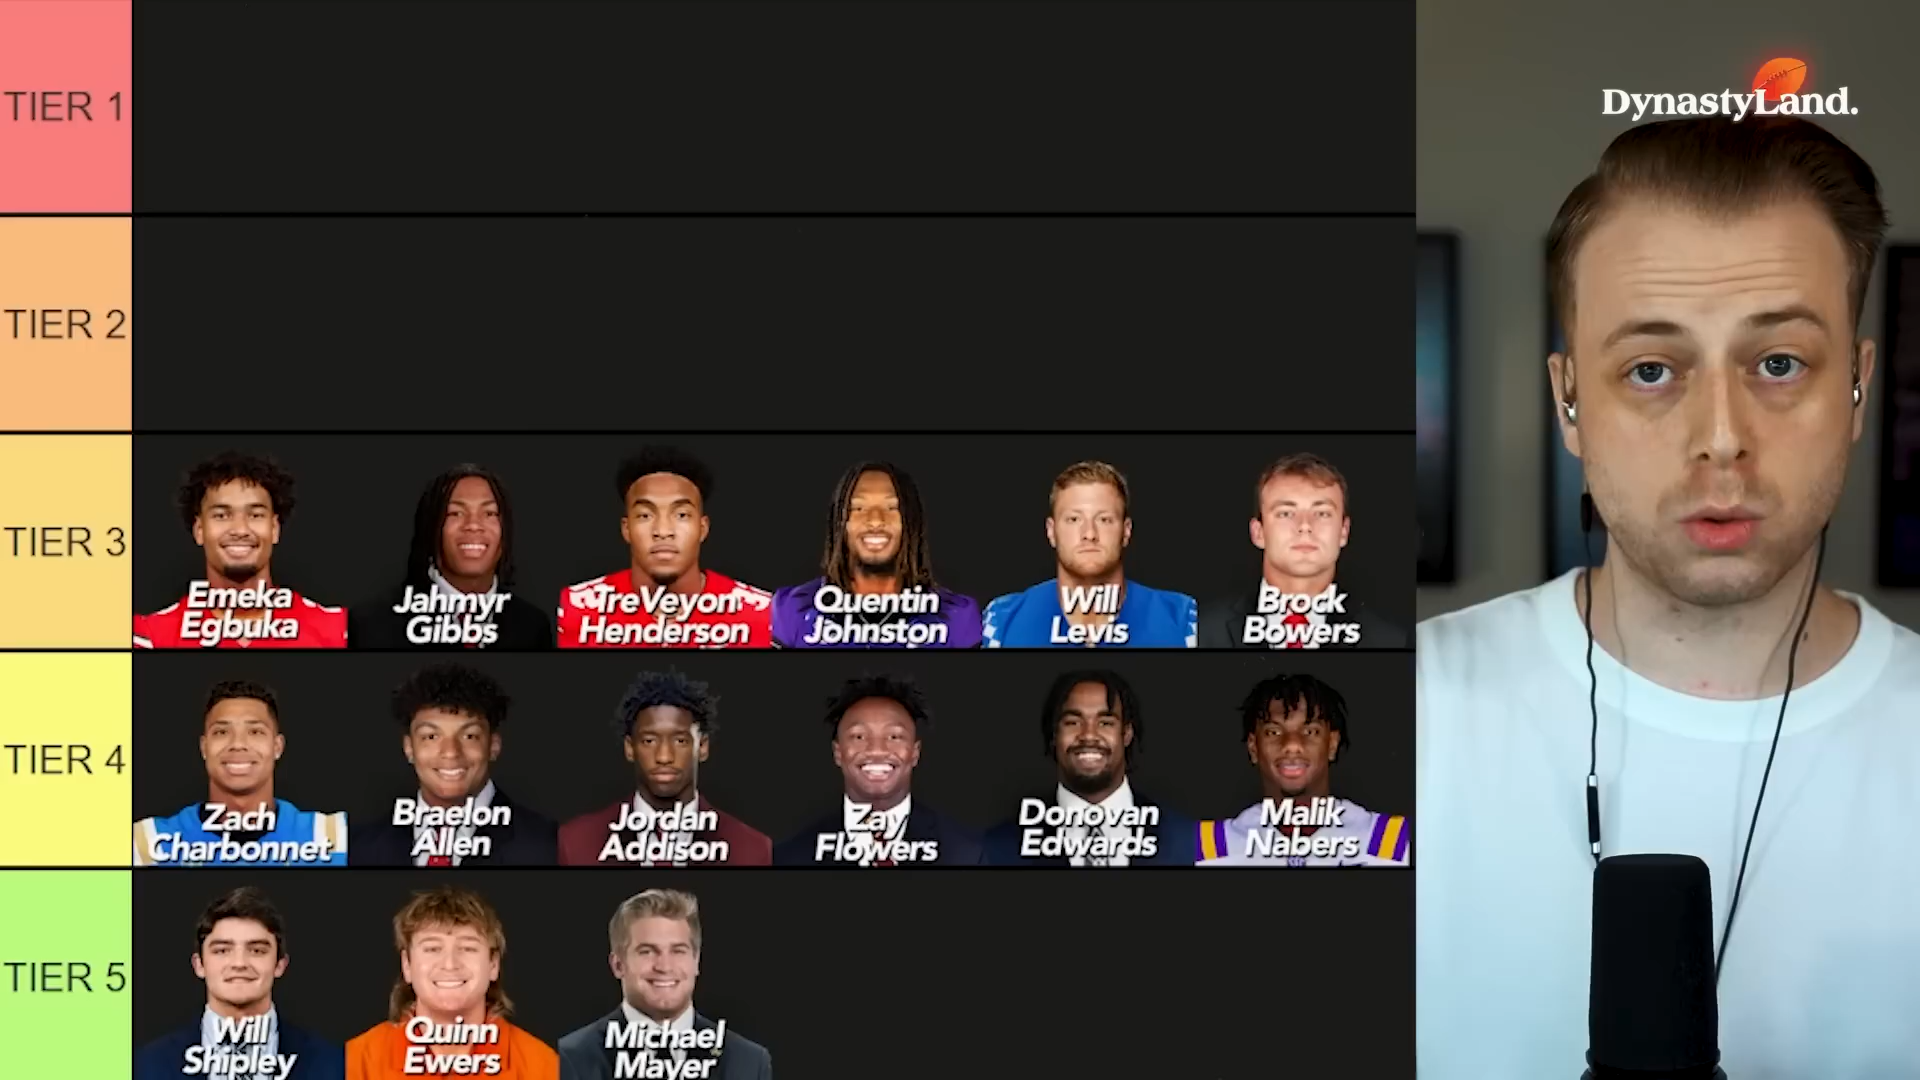 DynastyLand.
TIER 1
TIER 2
TIER 3
Emeka
Egbuka
Jahmyr
Gibbs
TreVeyon
Henderson
Quentin
Johnston
Will
Levis
Brock
Bowers
TIER 4
Zach
Charbonnet
Braelon
Allen
Jordan
Addison
Zay
Flowers
Donovan
Edwards
Malik
Nabers
TIER 5
Will
Shipley
Quinn
Ewers
Michael
Mayer